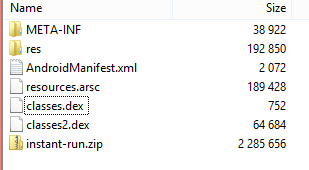 Name Size
META-INF 38 922
res 192 850
AndroidManifest.xml 2 072
resources.arsc 189 428
classes.dex 752
classes2.dex 64 684
instant-run.zip 2 285 656